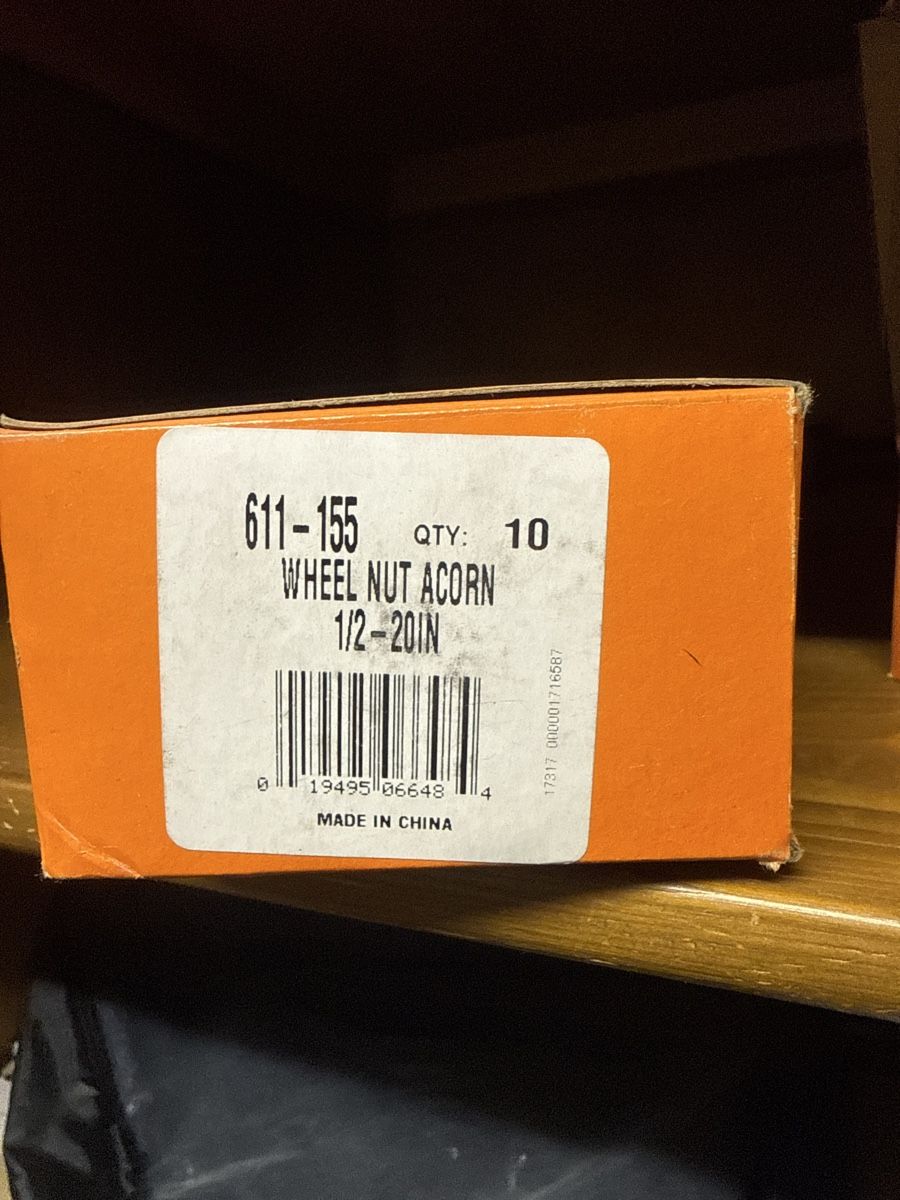 611-155 QTY: 10
WHEEL NUT ACORN
1/2-20IN
0 19495 06648 4
MADE IN CHINA
17317 000001716587